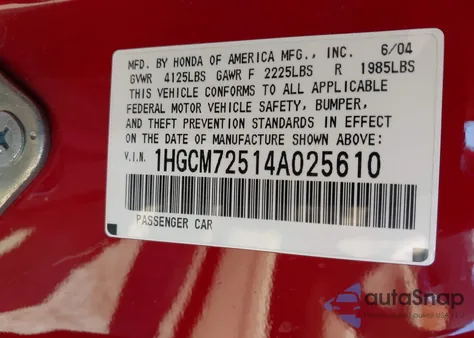 MFD. BY HONDA OF AMERICA MFG., INC. 6/04
GVWR 4125LBS GAWR F 2225LBS R 1985LBS
THIS VEHICLE CONFORMS TO ALL APPLICABLE
FEDERAL MOTOR VEHICLE SAFETY, BUMPER,
AND THEFT PREVENTION STANDARDS IN EFFECT
ON THE DATE OF MANUFACTURE SHOWN ABOVE:
V.I.N. 1HGCM72514A025610
PASSENGER CAR
autoSnap